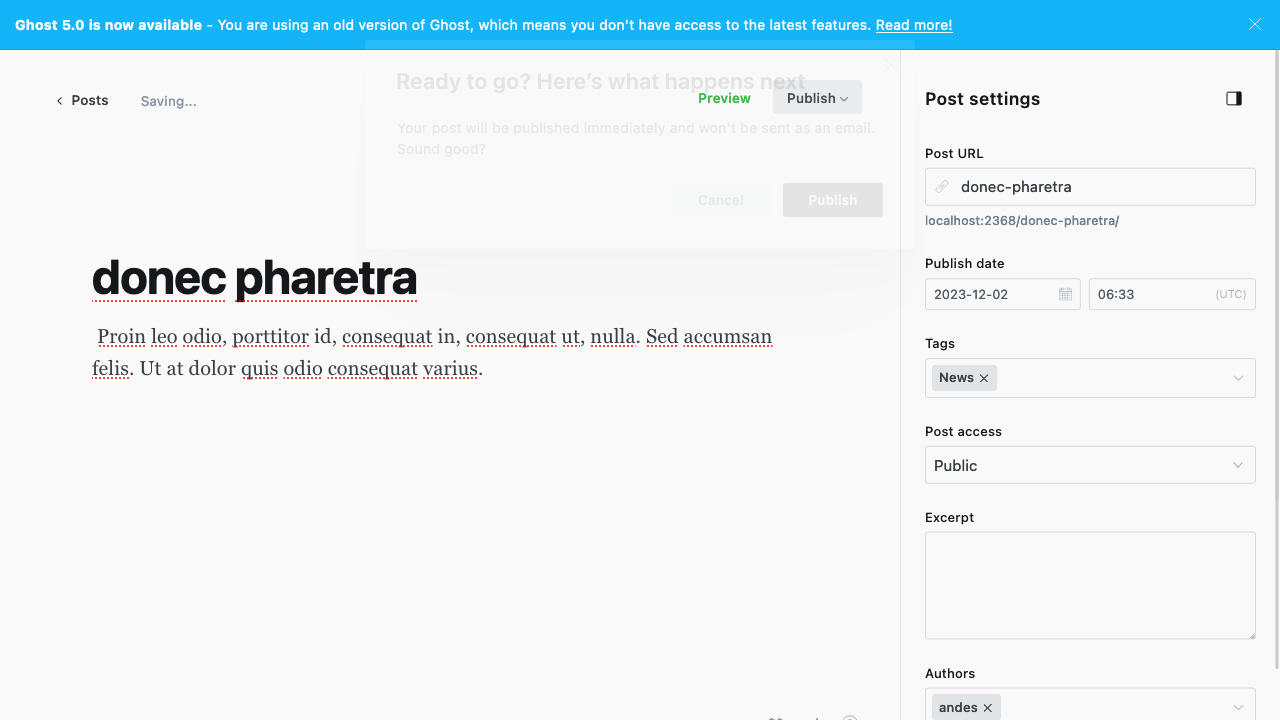 Ghost 5.0 is now available - You are using an old version of Ghost, which means you don't have access to the latest features. Read more!
Posts
Saving...
Ready to go? Here's what happens next
Preview
Publish
Your post will be published immediately and won't be sent as an email.
Sound good?
Cancel
Publish
donec pharetra
Proin leo odio, porttitor id, consequat in, consequat ut, nulla. Sed accumsan
felis. Ut at dolor quis odio consequat varius.
Post settings
Post URL
donec-pharetra
localhost:2368/donec-pharetra/
Publish date
2023-12-02
06:33
(UTC)
Tags
News
Post access
Public
Excerpt
Authors
andes